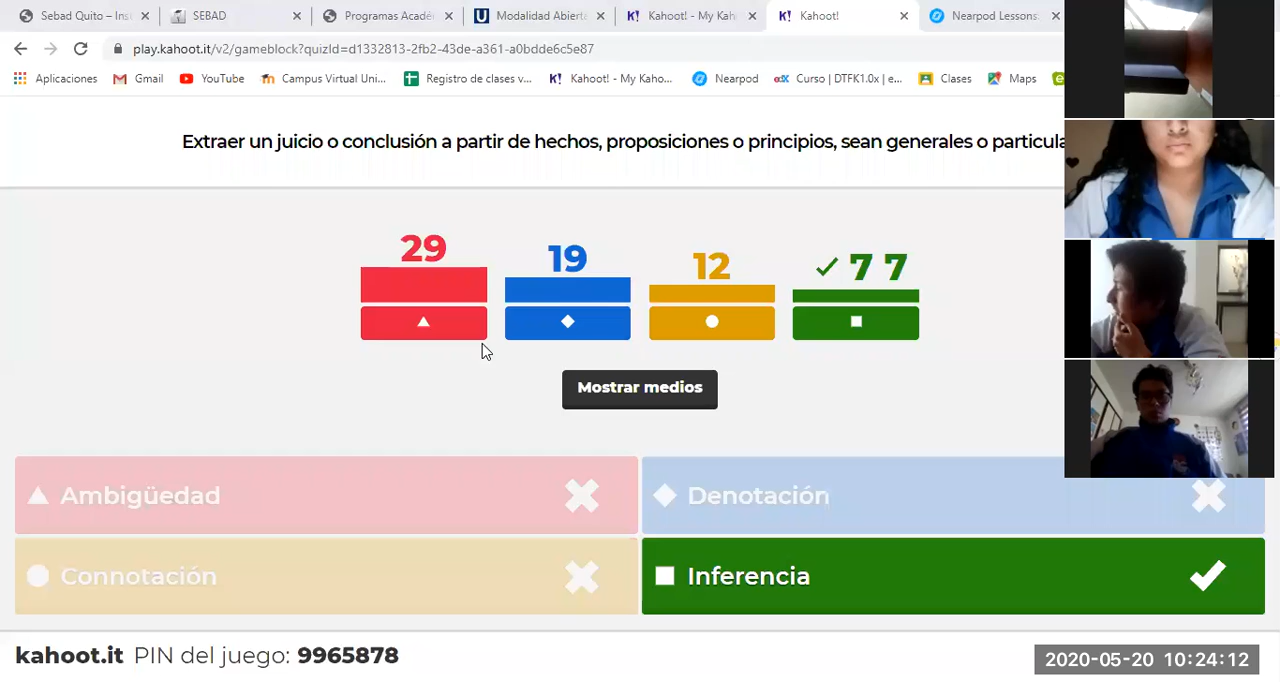 Sebad Quito – Ins
SEBAD
Programas Acadé
Modalidad Abierta
Kahoot! - My Kah
Kahoot!
Nearpod Lessons:
play.kahoot.it/v2/gameblock?quizId=d1332813-2fb2-43de-a361-a0bdde6c5e87
Aplicaciones
Gmail
YouTube
Campus Virtual Uni...
Registro de clases v...
Kahoot! - My Kaho...
Nearpod
Curso | DTFK1.0x | e...
Clases
Maps
Extraer un juicio o conclusión a partir de hechos, proposiciones o principios, sean generales o particula
29
19
12
7 7
Mostrar medios
Ambigüedad
Denotación
Connotación
Inferencia
kahoot.it PIN del juego: 9965878
2020-05-20 10:24:12